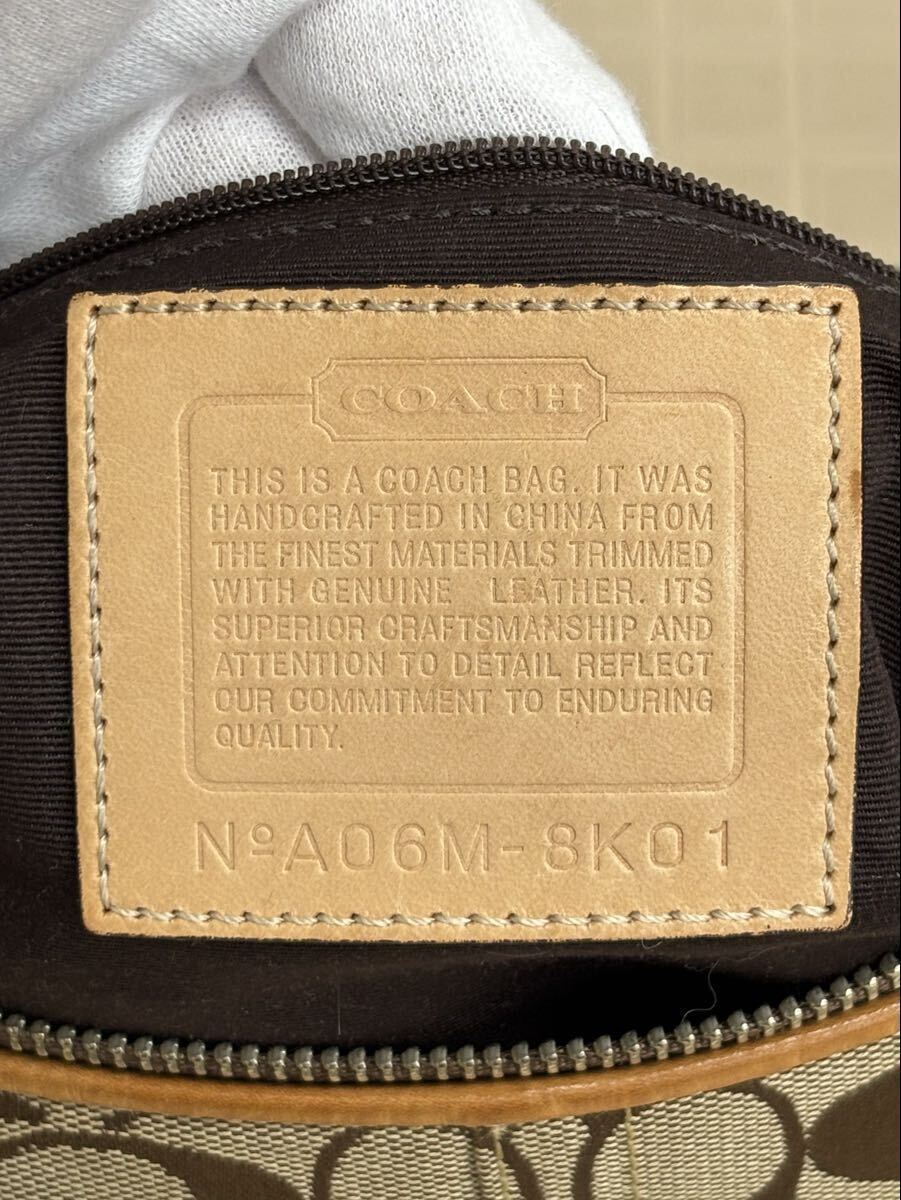 COACH
THIS IS A COACH BAG. IT WAS
HANDCRAFTED IN CHINA FROM
THE FINEST MATERIALS TRIMMED
WITH GENUINE LEATHER. ITS
SUPERIOR CRAFTSMANSHIP AND
ATTENTION TO DETAIL REFLECT
OUR COMMITMENT TO ENDURING
QUALITY.
NºA06M-8K01